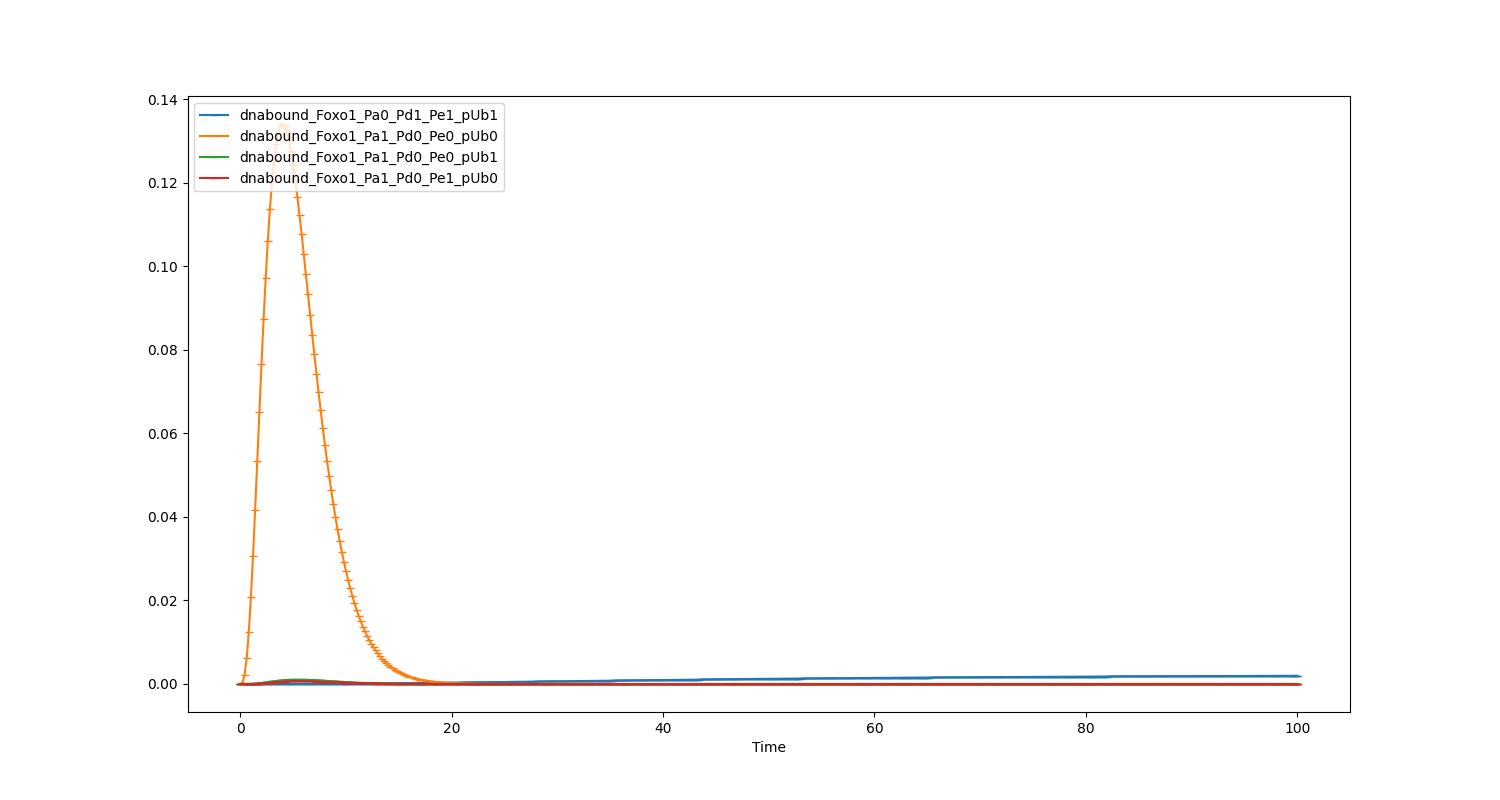 0.14
0.12
0.10
0.08
0.06
0.04
0.02
0.00
dnabound_Foxo1_Pa0_Pd1_Pe1_pUb1
dnabound_Foxo1_Pa1_Pd0_Pe0_pUb0
dnabound_Foxo1_Pa1_Pd0_Pe0_pUb1
dnabound_Foxo1_Pa1_Pd0_Pe1_pUb0
0 20 40 60 80 100
Time